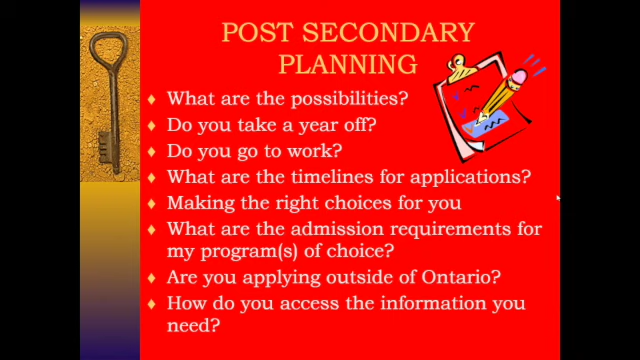 POST SECONDARY
PLANNING
What are the possibilities?
Do you take a year off?
Do you go to work?
What are the timelines for applications?
Making the right choices for you
What are the admission requirements for
my program(s) of choice?
Are you applying outside of Ontario?
How do you access the information you
need?